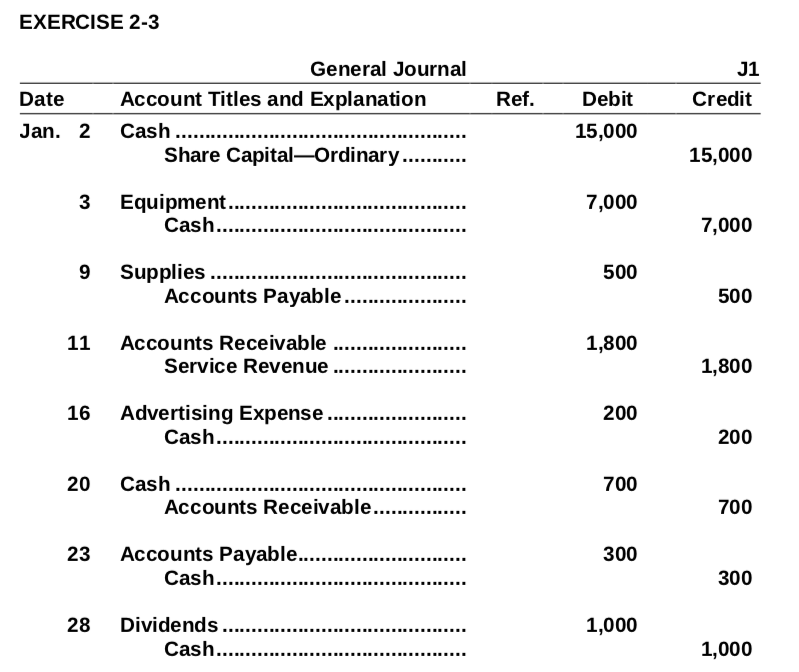 EXERCISE 2-3
General Journal J1
Date Account Titles and Explanation Ref. Debit Credit
Jan. 2 Cash ................................................. 15,000
Share Capital—Ordinary........... 15,000
3 Equipment......................................... 7,000
Cash........................................... 7,000
9 Supplies ............................................ 500
Accounts Payable..................... 500
11 Accounts Receivable ....................... 1,800
Service Revenue ....................... 1,800
16 Advertising Expense........................ 200
Cash........................................... 200
20 Cash .................................................. 700
Accounts Receivable................ 700
23 Accounts Payable............................. 300
Cash........................................... 300
28 Dividends .......................................... 1,000
Cash........................................... 1,000